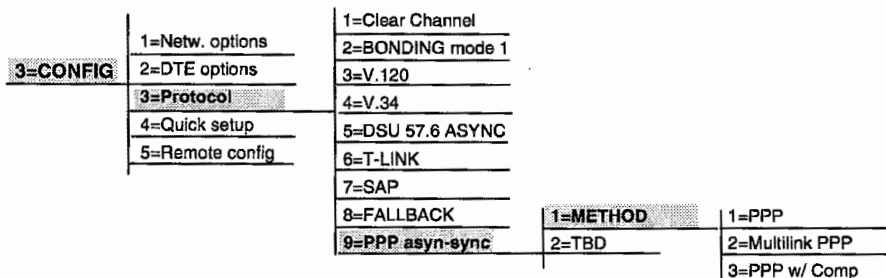 3=CONFIG
1=Netw. options
2=DTE options
3=Protocol
4=Quick setup
5=Remote config
1=Clear Channel
2=BONDING mode 1
3=V.120
4=V.34
5=DSU 57.6 ASYNC
6=T-LINK
7=SAP
8=FALLBACK
9=PPP asyn-sync
1=METHOD
2=TBD
1=PPP
2=Multilink PPP
3=PPP w/ Comp